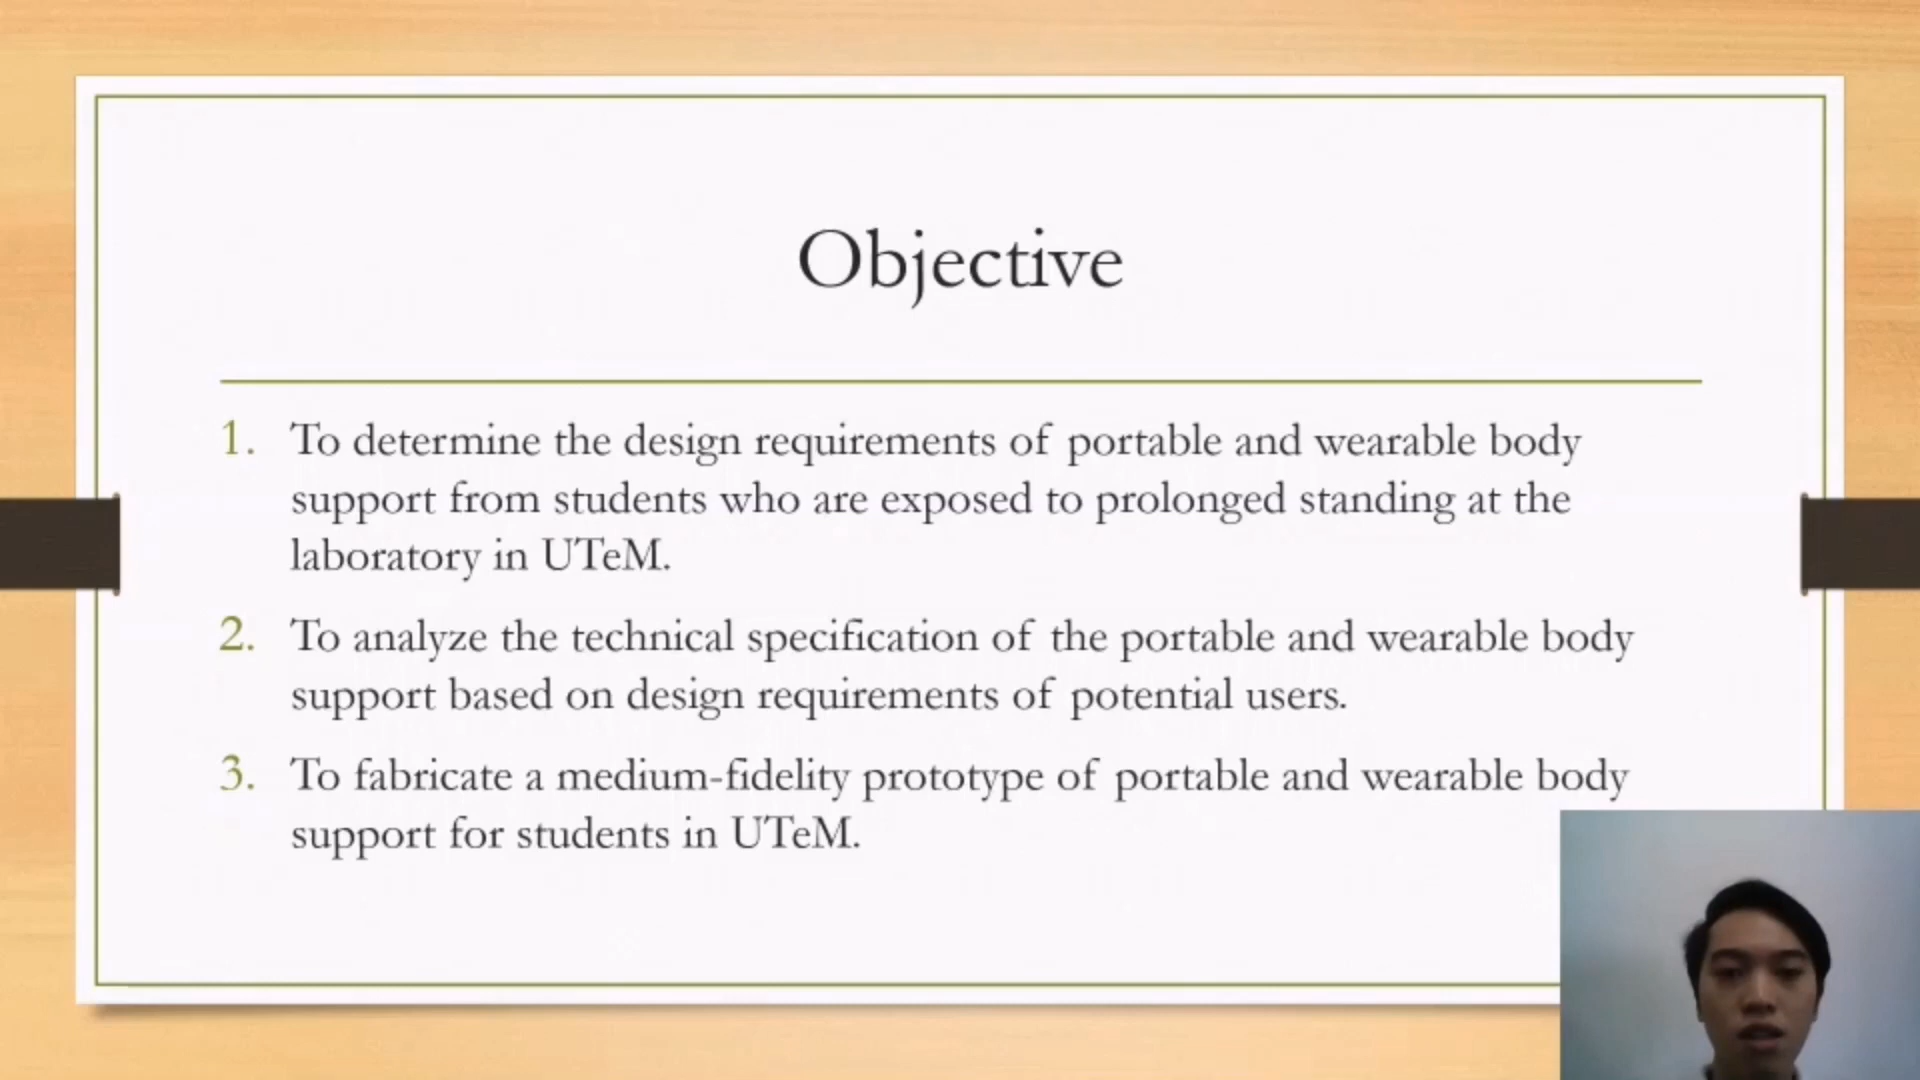 Objective
1. To determine the design requirements of portable and wearable body
support from students who are exposed to prolonged standing at the
laboratory in UTeM.
2. To analyze the technical specification of the portable and wearable body
support based on design requirements of potential users.
3. To fabricate a medium-fidelity prototype of portable and wearable body
support for students in UTeM.